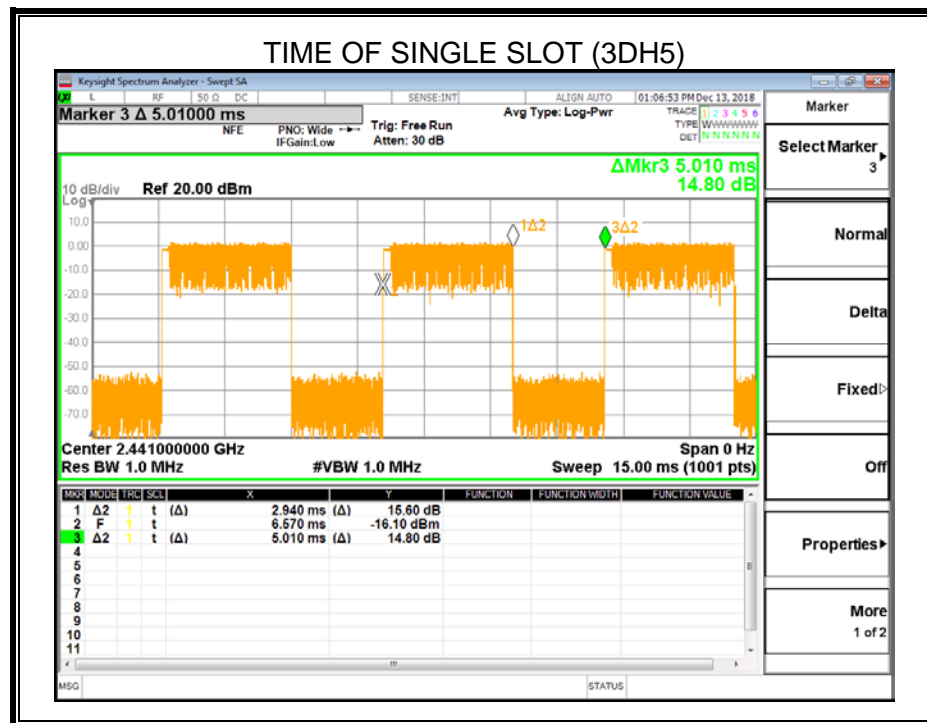 TIME OF SINGLE SLOT (3DH5)
Keysight Spectrum Analyzer - Swept SA
L RF 50 Ω DC SENSE:INT ALIGN AUTO 01:06:53 PM Dec 13, 2018
Marker 3 Δ 5.01000 ms
NFE
PNO: Wide
IFGain:Low
Trig: Free Run
Atten: 30 dB
Avg Type: Log-Pwr
TRACE 1 2 3 4 5 6
TYPE WWWWWW
DET N N N N N N
ΔMkr3 5.010 ms
14.80 dB
10 dB/div Ref 20.00 dBm
Log
10.0
0.00
-10.0
-20.0
-30.0
-40.0
-50.0
-60.0
-70.0
1Δ2
3Δ2
Center 2.441000000 GHz Span 0 Hz
Res BW 1.0 MHz #VBW 1.0 MHz Sweep 15.00 ms (1001 pts)
MKR MODE TRC SCL X Y FUNCTION FUNCTION WIDTH FUNCTION VALUE
1 Δ2 1 t (Δ) 2.940 ms (Δ) 15.60 dB
2 F 1 t 6.570 ms -16.10 dBm
3 Δ2 1 t (Δ) 5.010 ms (Δ) 14.80 dB
4
5
6
7
8
9
10
11
MSG STATUS
Marker
Select Marker
3
Normal
Delta
Fixed
Off
Properties
More
1 of 2